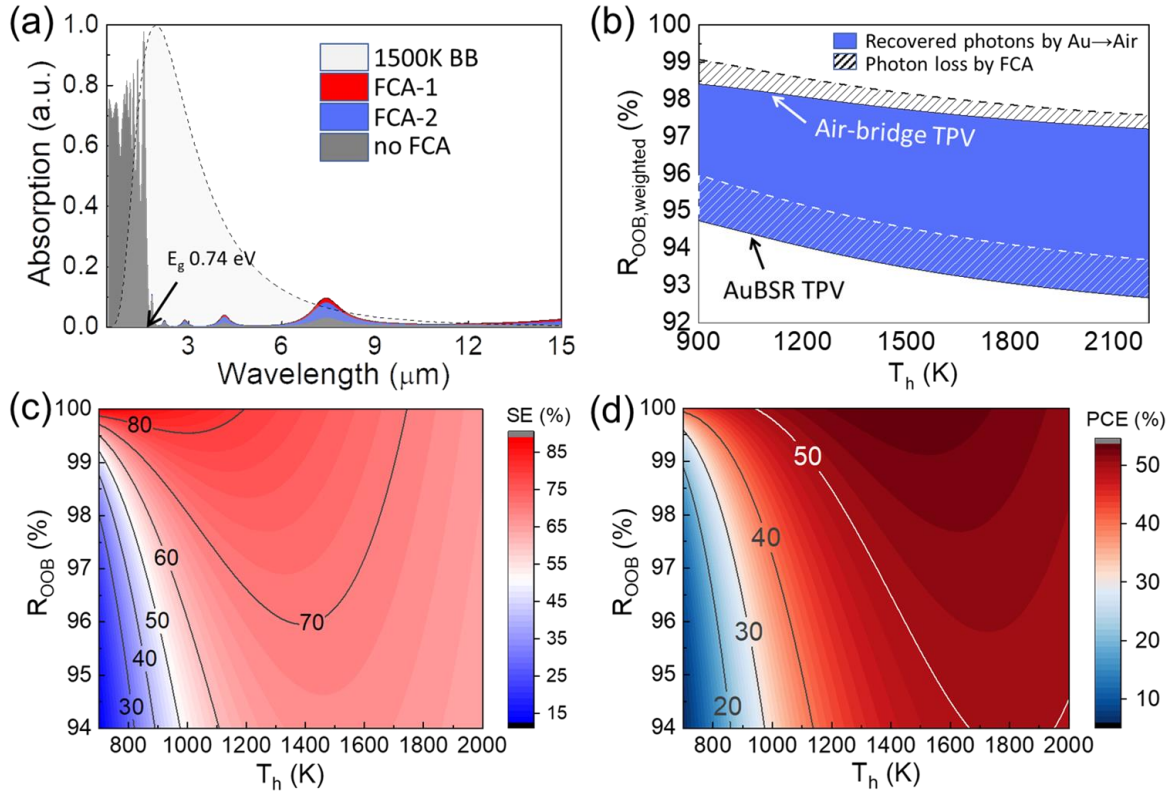 (a)
Absorption (a.u.)
1.0
0.8
0.6
0.4
0.2
0.0
1500K BB
FCA-1
FCA-2
no FCA
Eg 0.74 eV
3 6 9 12 15
Wavelength (μm)
(b)
R_OOB,weighted (%)
100
99
98
97
96
95
94
93
92
Recovered photons by Au→Air
Photon loss by FCA
Air-bridge TPV
AuBSR TPV
900 1200 1500 1800 2100
T_h (K)
(c)
R_OOB (%)
100
99
98
97
96
95
94
80
70
60
50
40
30
800 1000 1200 1400 1600 1800 2000
T_h (K)
SE (%)
85
75
65
55
45
35
25
15
(d)
R_OOB (%)
100
99
98
97
96
95
94
50
40
30
20
800 1000 1200 1400 1600 1800 2000
T_h (K)
PCE (%)
50
40
30
20
10